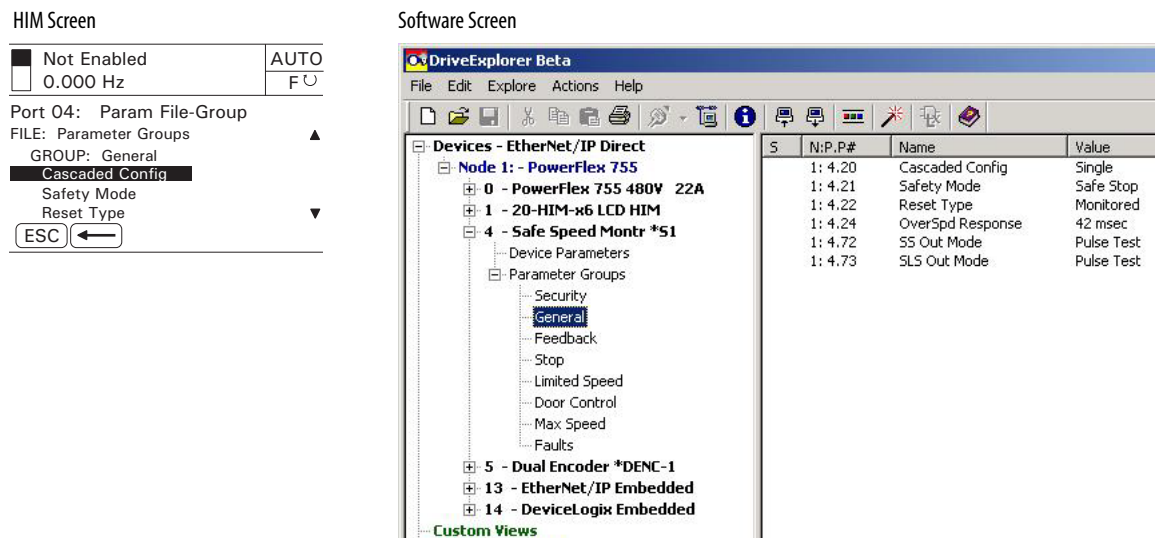 HIM Screen
Not Enabled
AUTO
0.000 Hz
F
Port 04: Param File-Group
FILE: Parameter Groups
GROUP: General
Cascaded Config
Safety Mode
Reset Type
ESC
Software Screen
DriveExplorer Beta
File Edit Explore Actions Help
Devices - EtherNet/IP Direct
Node 1: - PowerFlex 755
0 - PowerFlex 755 480V 22A
1 - 20-HIM-x6 LCD HIM
4 - Safe Speed Montr *S1
Device Parameters
Parameter Groups
Security
General
Feedback
Stop
Limited Speed
Door Control
Max Speed
Faults
5 - Dual Encoder *DENC-1
13 - EtherNet/IP Embedded
14 - DeviceLogix Embedded
Custom Views
S N:P.P# Name Value
1: 4.20 Cascaded Config Single
1: 4.21 Safety Mode Safe Stop
1: 4.22 Reset Type Monitored
1: 4.24 OverSpd Response 42 msec
1: 4.72 SS Out Mode Pulse Test
1: 4.73 SLS Out Mode Pulse Test